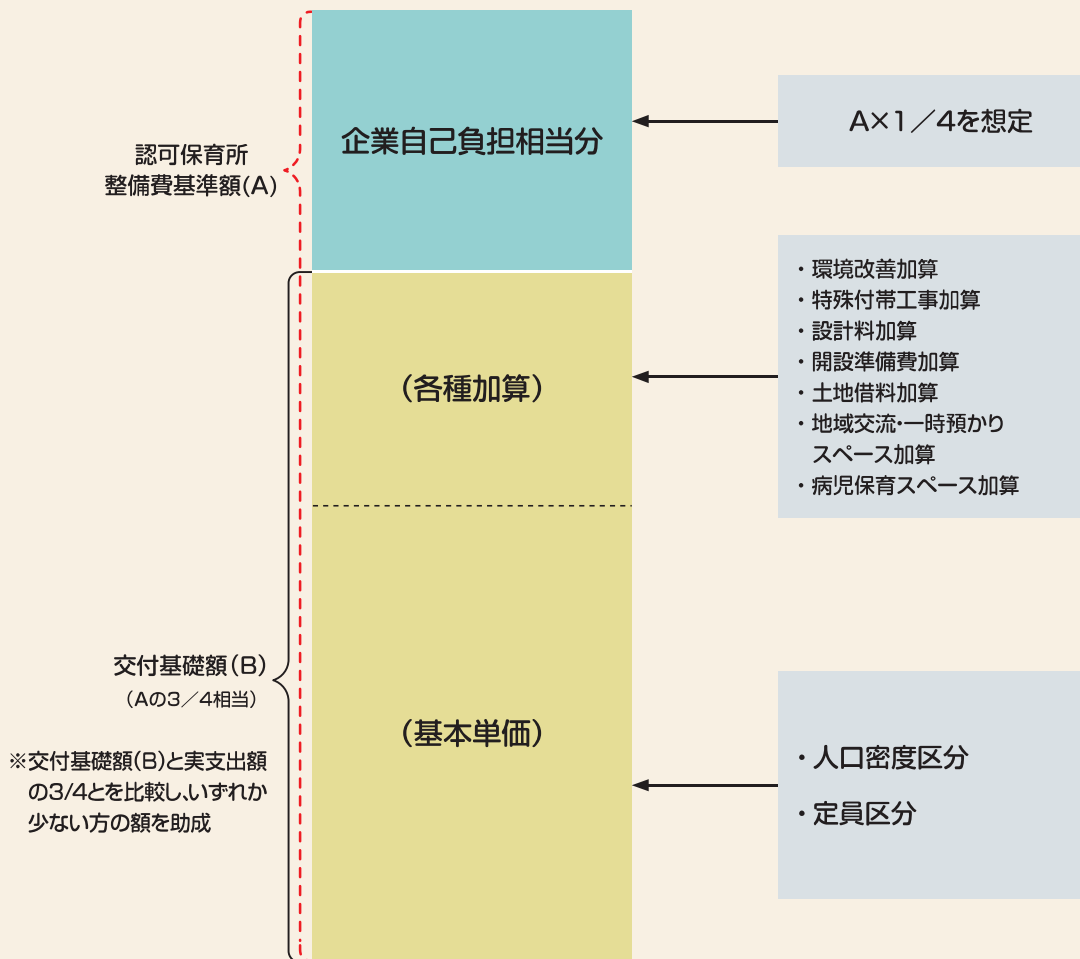 認可保育所
整備費基準額(A)
企業自己負担相当分
A×1／4を想定
(各種加算)
・環境改善加算
・特殊付帯工事加算
・設計料加算
・開設準備費加算
・土地借料加算
・地域交流・一時預かり
スペース加算
・病児保育スペース加算
交付基礎額(B)
(Aの3／4相当)
※交付基礎額(B)と実支出額
の3/4とを比較し、いずれか
少ない方の額を助成
(基本単価)
・人口密度区分
・定員区分